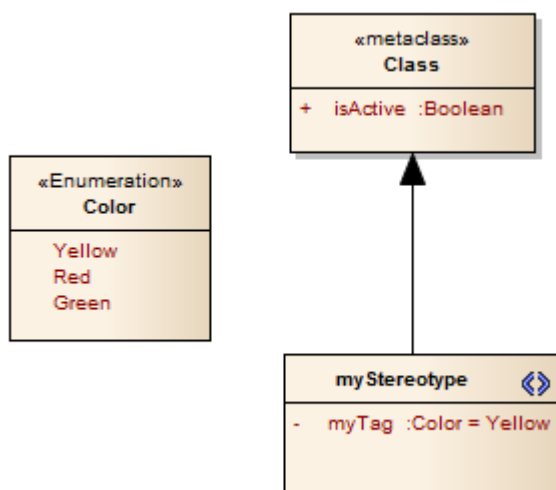 «metaclass»
Class
+ isActive :Boolean
«Enumeration»
Color
Yellow
Red
Green
myStereotype
- myTag :Color = Yellow